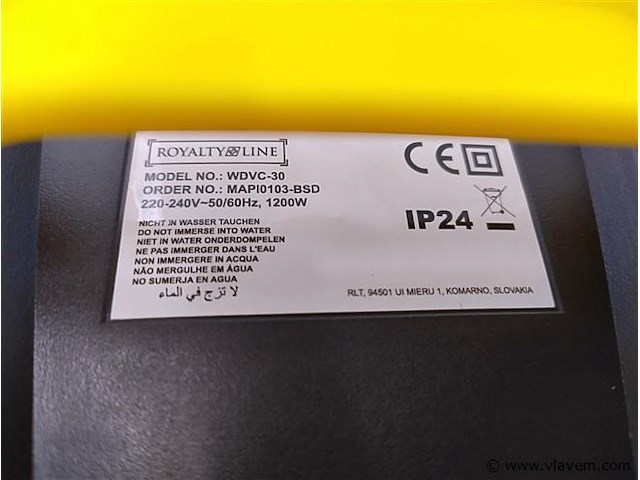 ROYALTY LINE
MODEL NO.: WDVC-30
ORDER NO.: MAPI0103-BSD
220-240V~50/60Hz, 1200W
CE
IP24
NICHT IN WASSER TAUCHEN
DO NOT IMMERSE INTO WATER
NIET IN WATER ONDERDOMPELEN
NE PAS IMMERGER DANS L'EAU
NON IMMERGERE IN ACQUA
NÃO MERGULHE EM ÁGUA
NO SUMERJA EN AGUA
لا تزج في الماء
RLT, 94501 UI MIERU 1, KOMARNO, SLOVAKIA
© www.vlavem.com